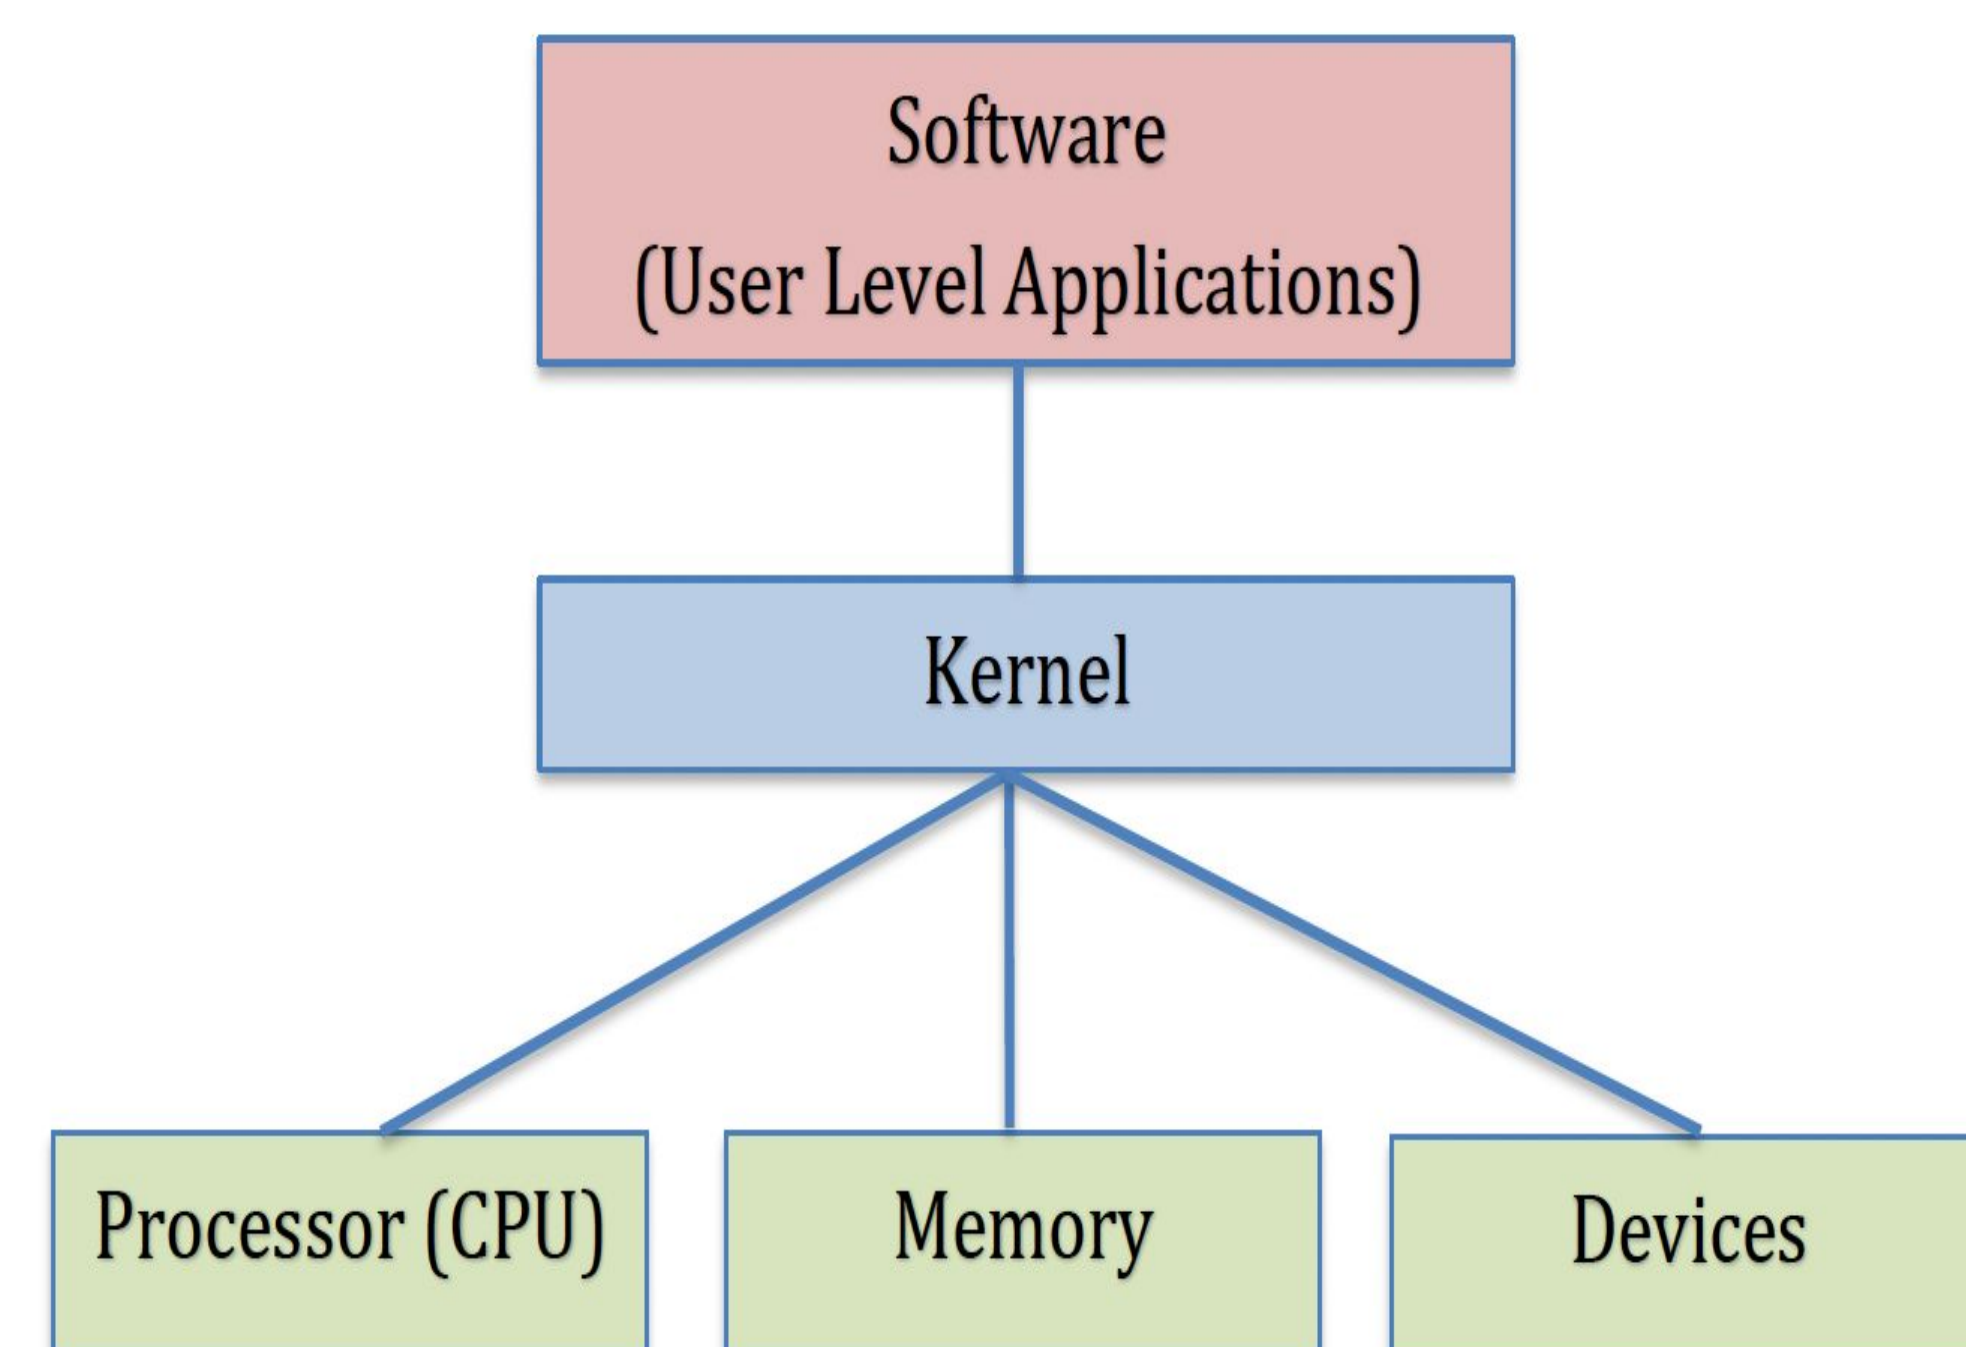 Software
(User Level Applications)
Kernel
Processor (CPU)
Memory
Devices